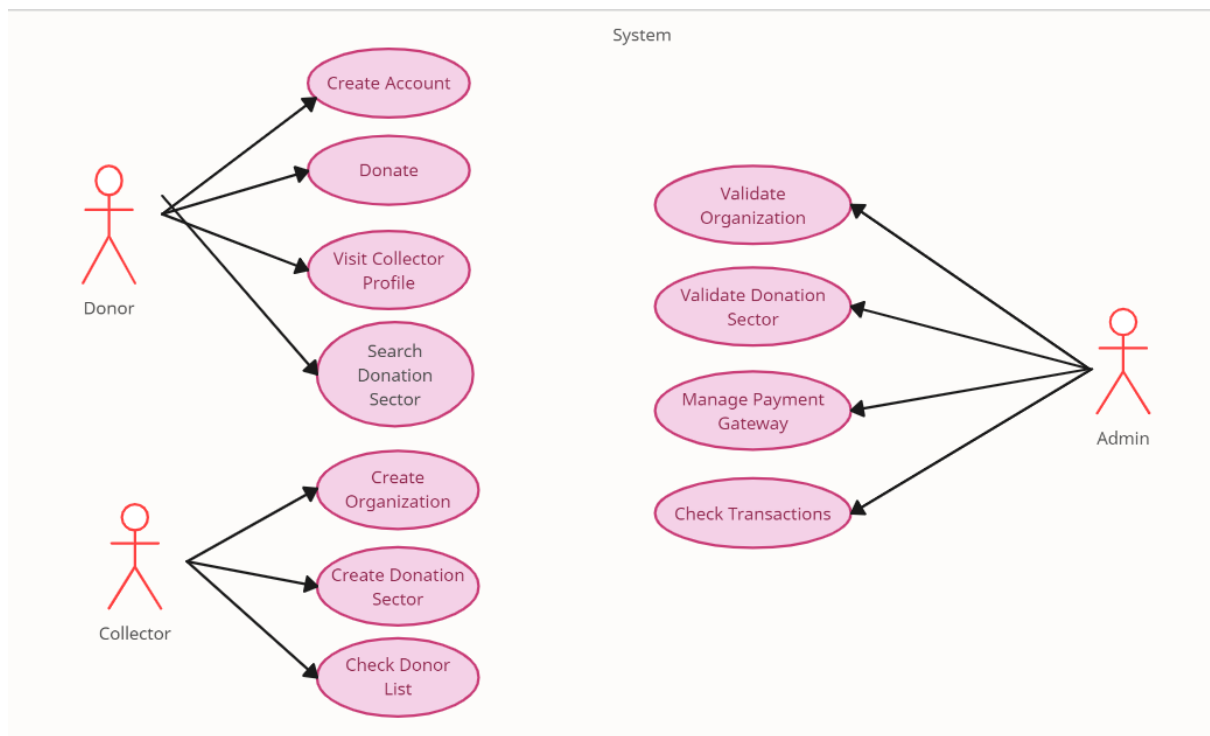 System
Create Account
Donate
Visit Collector
Profile
Search
Donation
Sector
Donor
Create
Organization
Create Donation
Sector
Check Donor
List
Collector
Validate
Organization
Validate Donation
Sector
Manage Payment
Gateway
Check Transactions
Admin